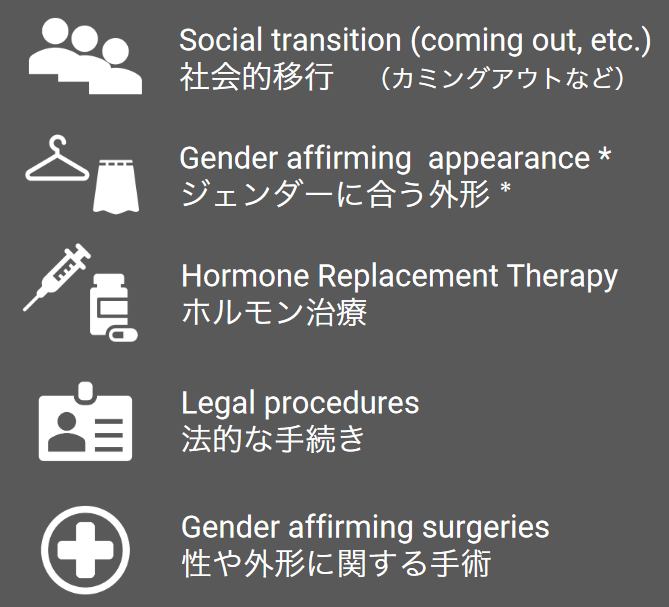 Social transition (coming out, etc.)
社会的移行 （カミングアウトなど）
Gender affirming appearance *
ジェンダーに合う外形 *
Hormone Replacement Therapy
ホルモン治療
Legal procedures
法的な手続き
Gender affirming surgeries
性や外形に関する手術